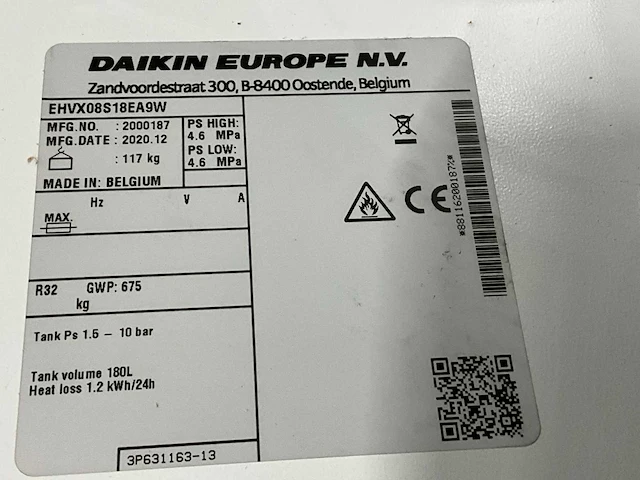 DAIKIN EUROPE N.V.
Zandvoordestraat 300, B-8400 Oostende, Belgium
EHVX08S18EA9W
MFG.NO. : 2000187
MFG.DATE : 2020.12
: 117 kg
PS HIGH:
4.6 MPa
PS LOW:
4.6 MPa
MADE IN: BELGIUM
Hz V A
MAX.
R32 GWP: 675
kg
Tank Ps 1.5 – 10 bar
Tank volume 180L
Heat loss 1.2 kWh/24h
3P631163-13
CE
*88116200187%*